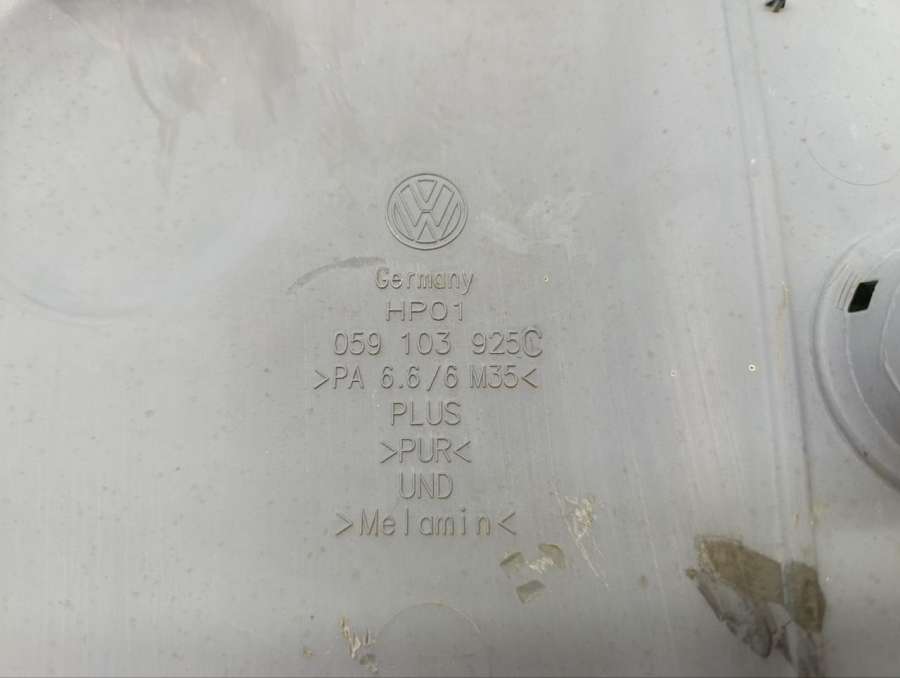 Germany
HP01
059 103 925C
>PA 6.6/6 M35<
PLUS
>PUR<
UND
>Melamin<